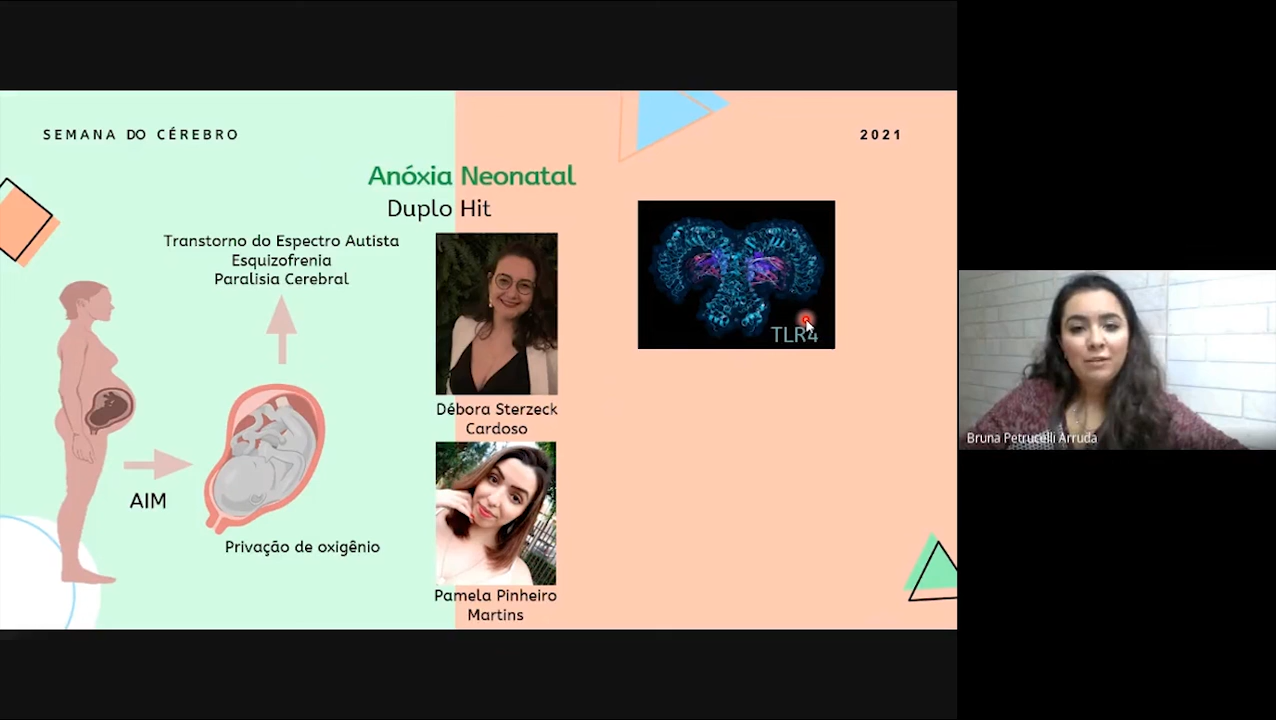 SEMANA DO CÉREBRO
2021
Anóxia Neonatal
Duplo Hit
Transtorno do Espectro Autista
Esquizofrenia
Paralisia Cerebral
TLR4
Débora Sterzeck
Cardoso
AIM
Privação de oxigênio
Pamela Pinheiro
Martins
Bruna Petrucelli Arruda